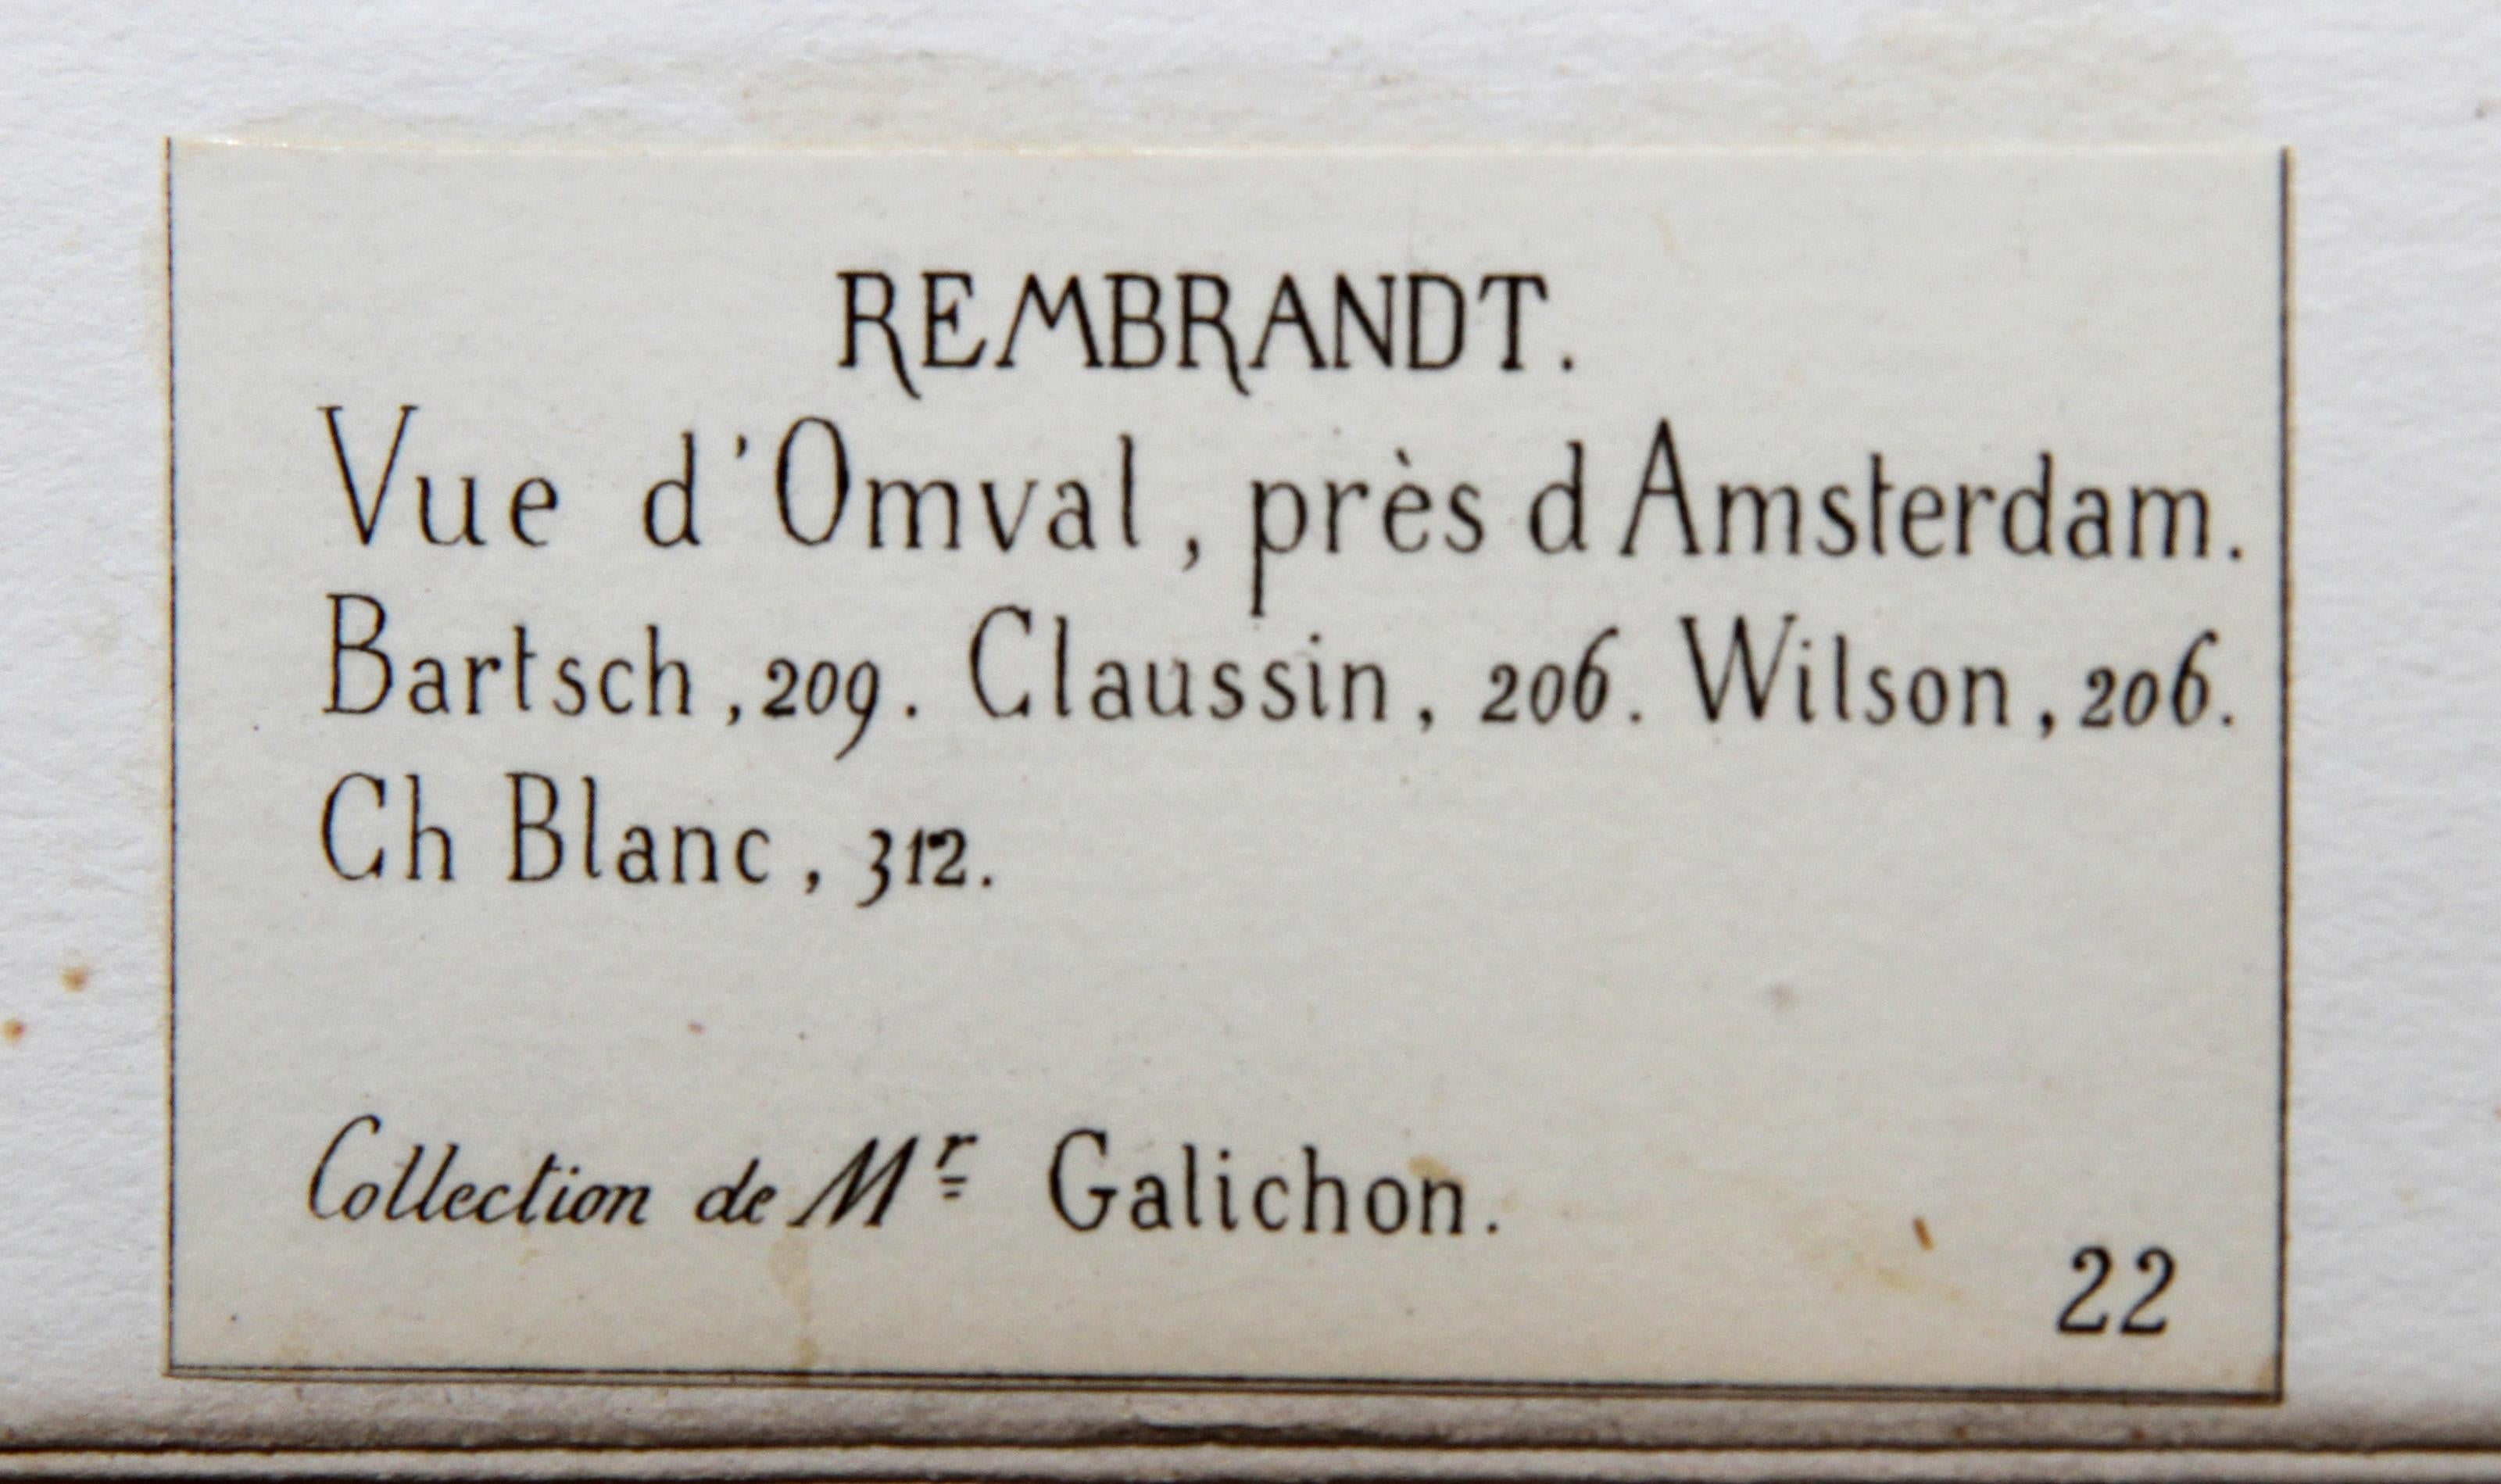 REMBRANDT.
Vue d'Omval, près d Amsterdam.
Bartsch, 209. Claussin, 206. Wilson, 206.
Ch Blanc, 312.
Collection de Mr Galichon.
22